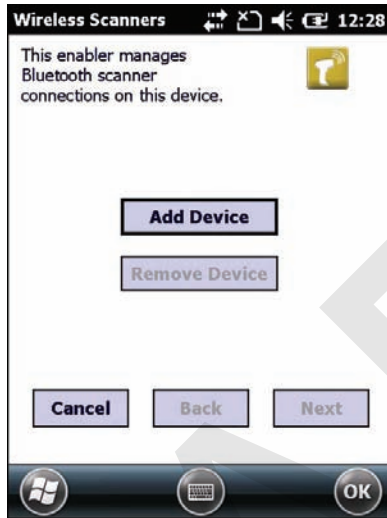 Wireless Scanners 12:28
This enabler manages
Bluetooth scanner
connections on this device.
Add Device
Remove Device
Cancel Back Next
OK